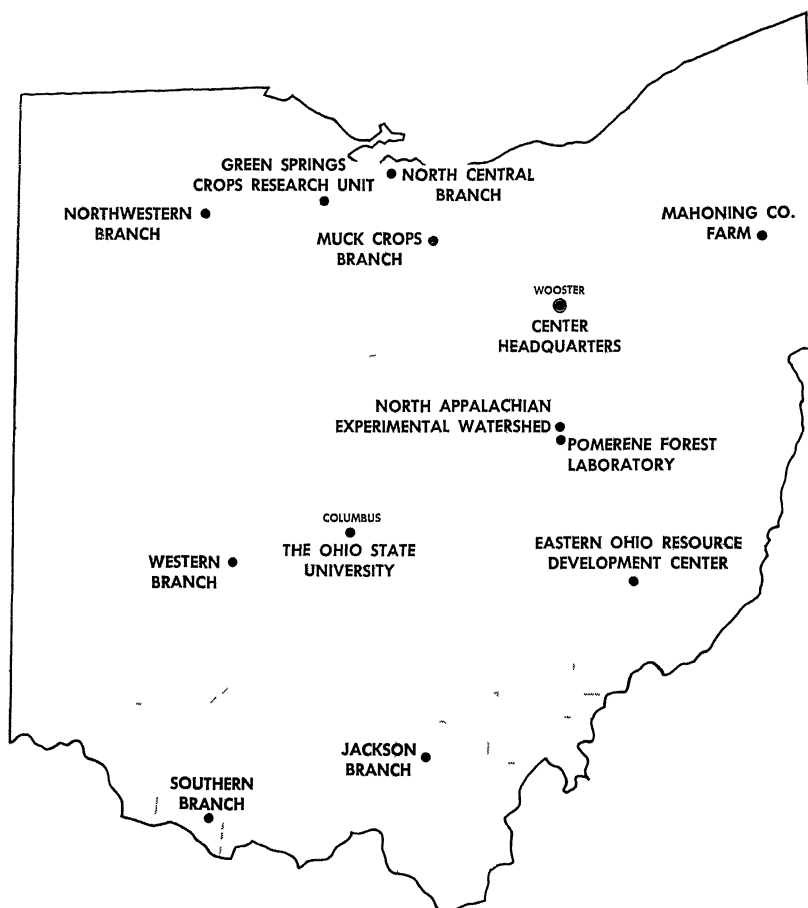 GREEN SPRINGS
CROPS RESEARCH UNIT
NORTH CENTRAL
BRANCH
NORTHWESTERN
BRANCH
MUCK CROPS
BRANCH
MAHONING CO.
FARM
WOOSTER
CENTER
HEADQUARTERS
NORTH APPALACHIAN
EXPERIMENTAL WATERSHED
POMERENE FOREST
LABORATORY
COLUMBUS
THE OHIO STATE
UNIVERSITY
WESTERN
BRANCH
EASTERN OHIO RESOURCE
DEVELOPMENT CENTER
JACKSON
BRANCH
SOUTHERN
BRANCH